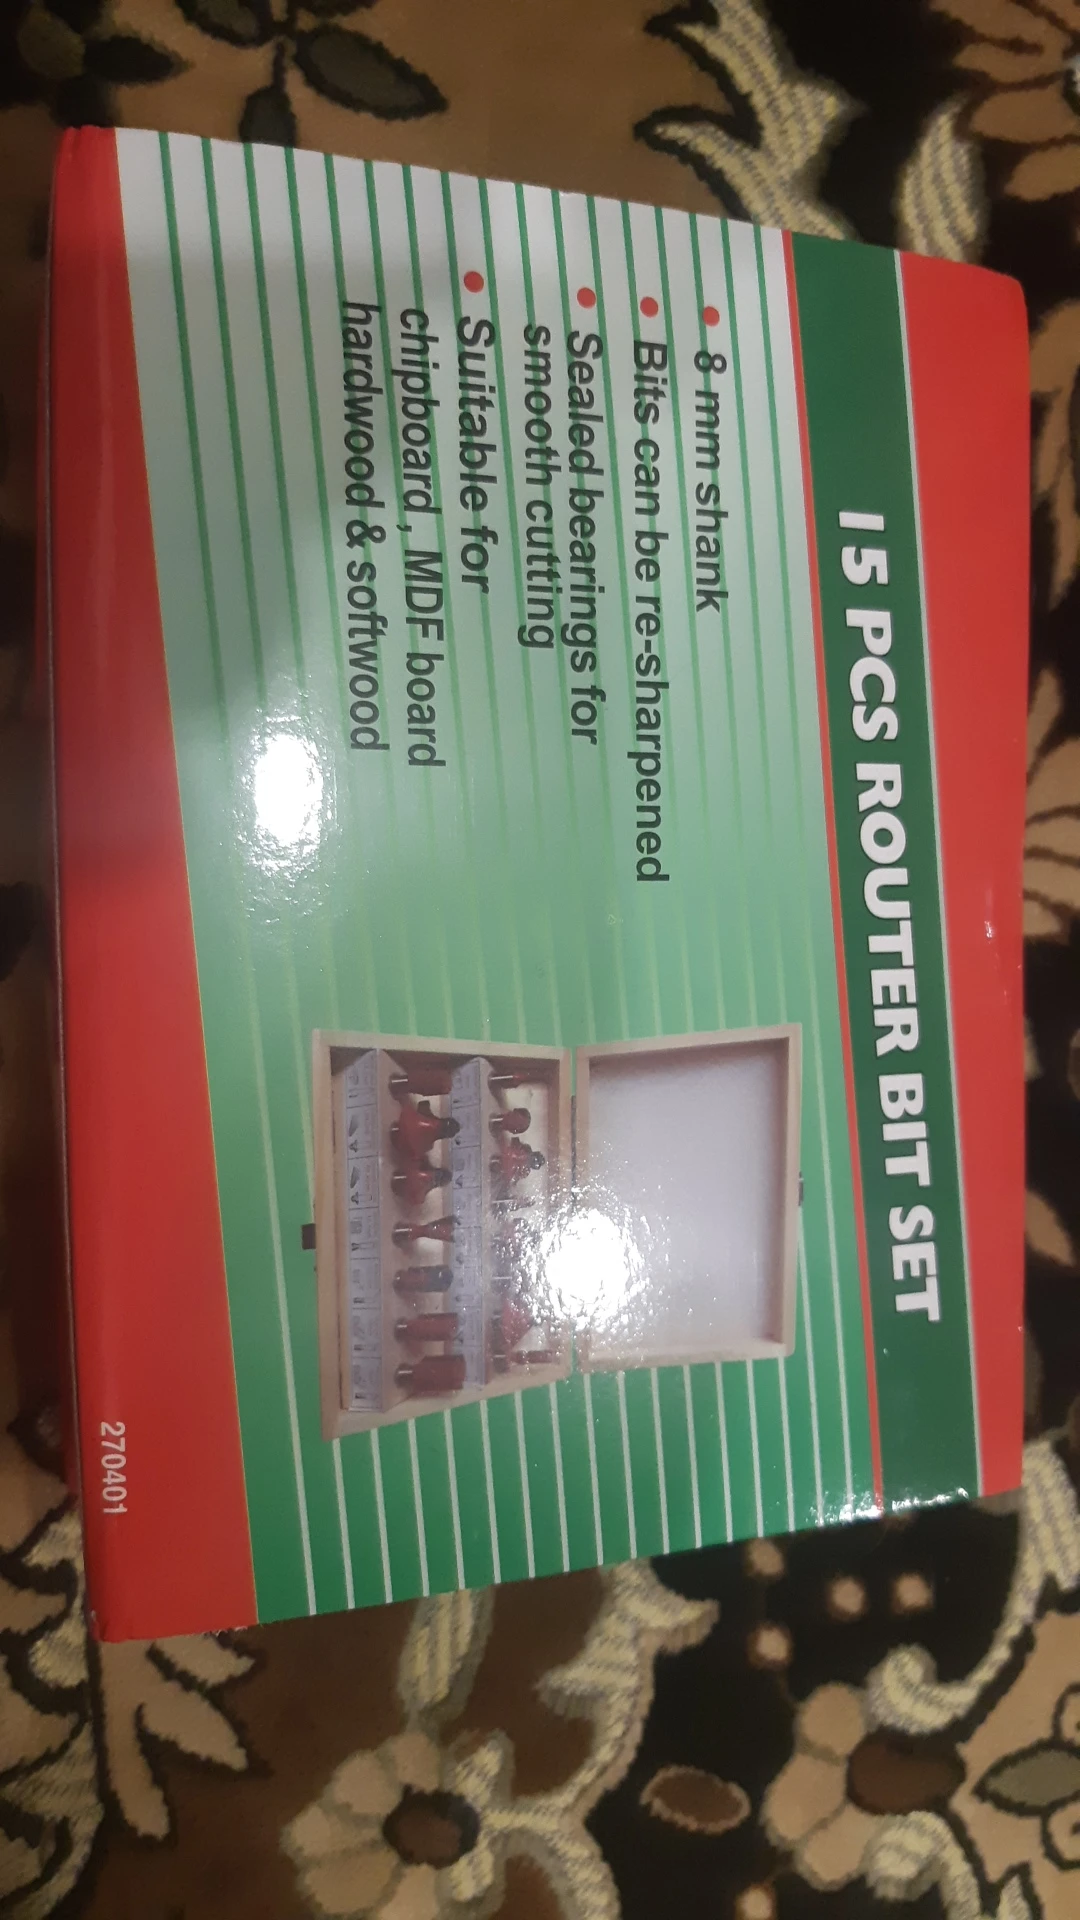 15 PCS ROUTER BIT SET
• 8 mm shank
• Bits can be re-sharpened
• Sealed bearings for
smooth cutting
• Suitable for
chipboard , MDF board
hardwood & softwood
270401